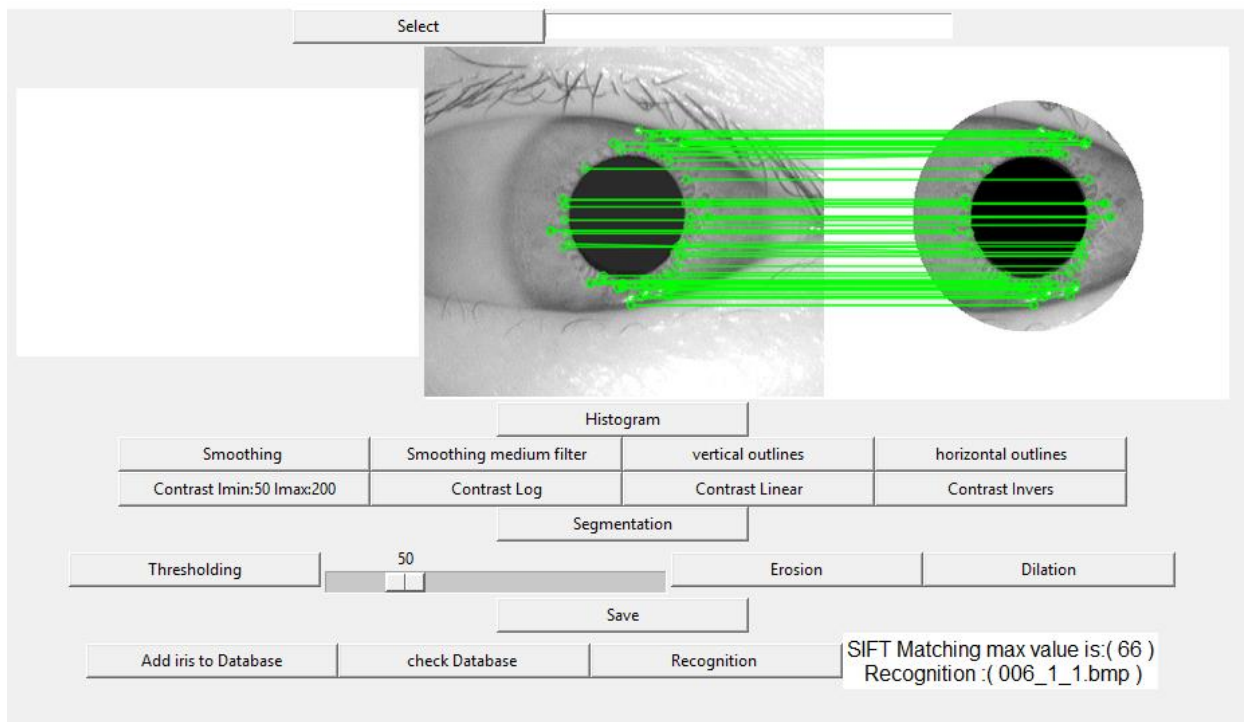 Select
Histogram
Smoothing
Smoothing medium filter
vertical outlines
horizontal outlines
Contrast Imin:50 Imax:200
Contrast Log
Contrast Linear
Contrast Invers
Segmentation
Thresholding
50
Erosion
Dilation
Save
Add iris to Database
check Database
Recognition
SIFT Matching max value is:( 66 )
Recognition :( 006_1_1.bmp )